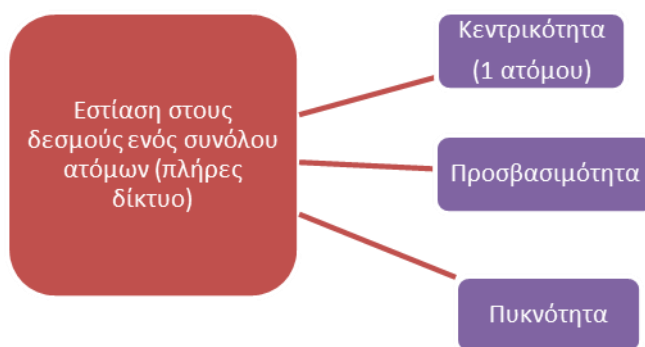 Εστίαση στους
δεσμούς ενός συνόλου
ατόμων (πλήρες
δίκτυο)
Κεντρικότητα
(1 ατόμου)
Προσβασιμότητα
Πυκνότητα